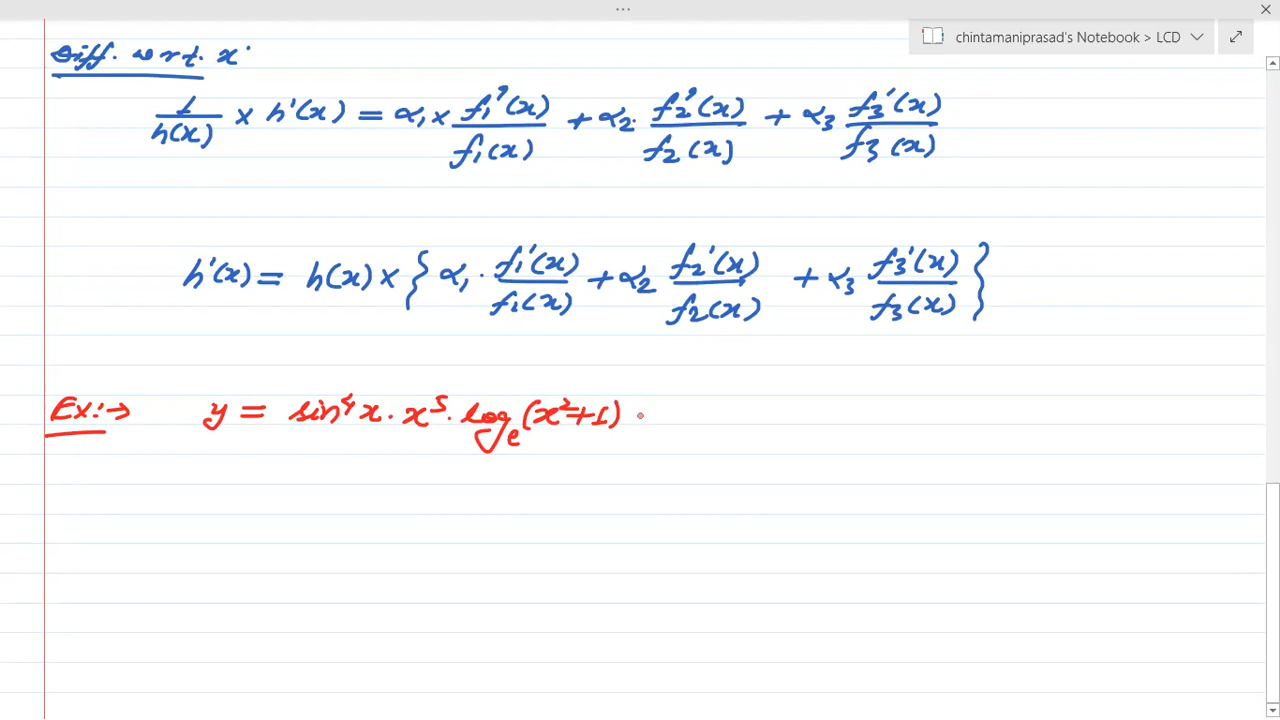 chintamaniprasad's Notebook > LCD
Diff. w.r.t. x.
1/h(x) × h'(x) = α₁ × f₁'(x)/f₁(x) + α₂. f₂'(x)/f₂(x) + α₃ f₃'(x)/f₃(x)
h'(x) = h(x) × { α₁ . f₁'(x)/f₁(x) + α₂ f₂'(x)/f₂(x) + α₃ f₃'(x)/f₃(x) }
Ex:→ y = sin⁴x . x⁵. logₑ(x²+1)